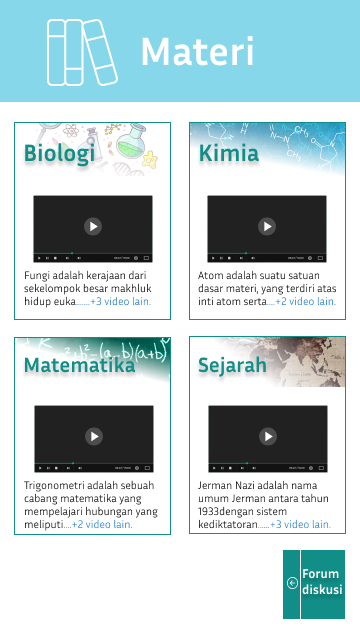 Materi
Biologi
Fungi adalah kerajaan dari
sekelompok besar makhluk
hidup euka......+3 video lain.
Kimia
Atom adalah suatu satuan
dasar materi, yang terdiri atas
inti atom serta....+2 video lain.
Matematika
Trigonometri adalah sebuah
cabang matematika yang
mempelajari hubungan yang
meliputi....+2 video lain.
Sejarah
Jerman Nazi adalah nama
umum Jerman antara tahun
1933dengan sistem
kediktatoran......+3 video lain.
Forum
diskusi